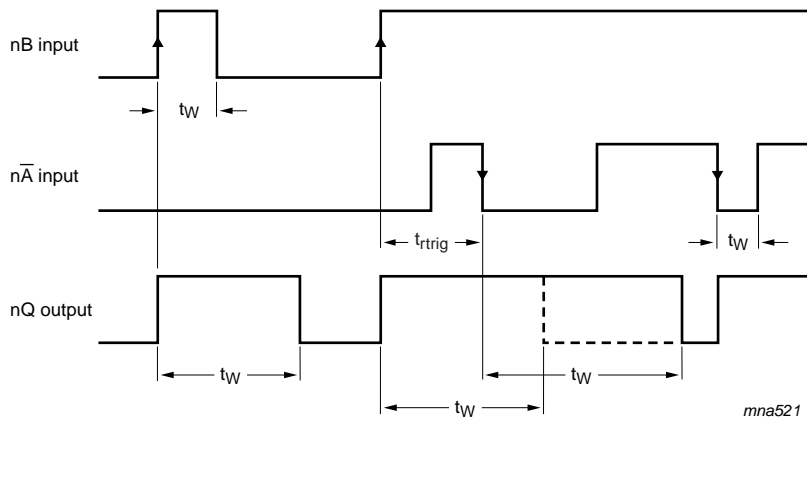 nB input
tW
nA̅ input
trtrig
tW
nQ output
tW
tW
tW
mna521